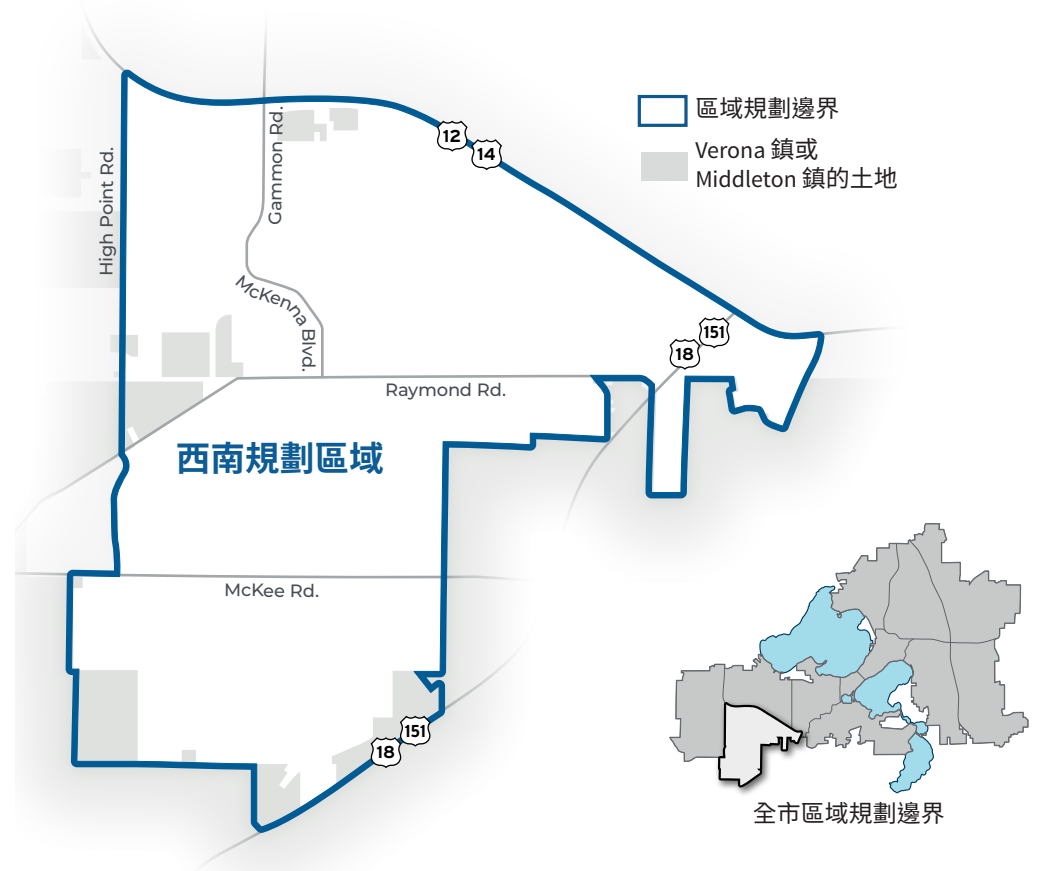 區域規劃邊界
Verona 鎮或
Middleton 鎮的土地
12
14
Gammon Rd.
High Point Rd.
McKenna Blvd.
151
18
Raymond Rd.
西南規劃區域
McKee Rd.
151
18
全市區域規劃邊界